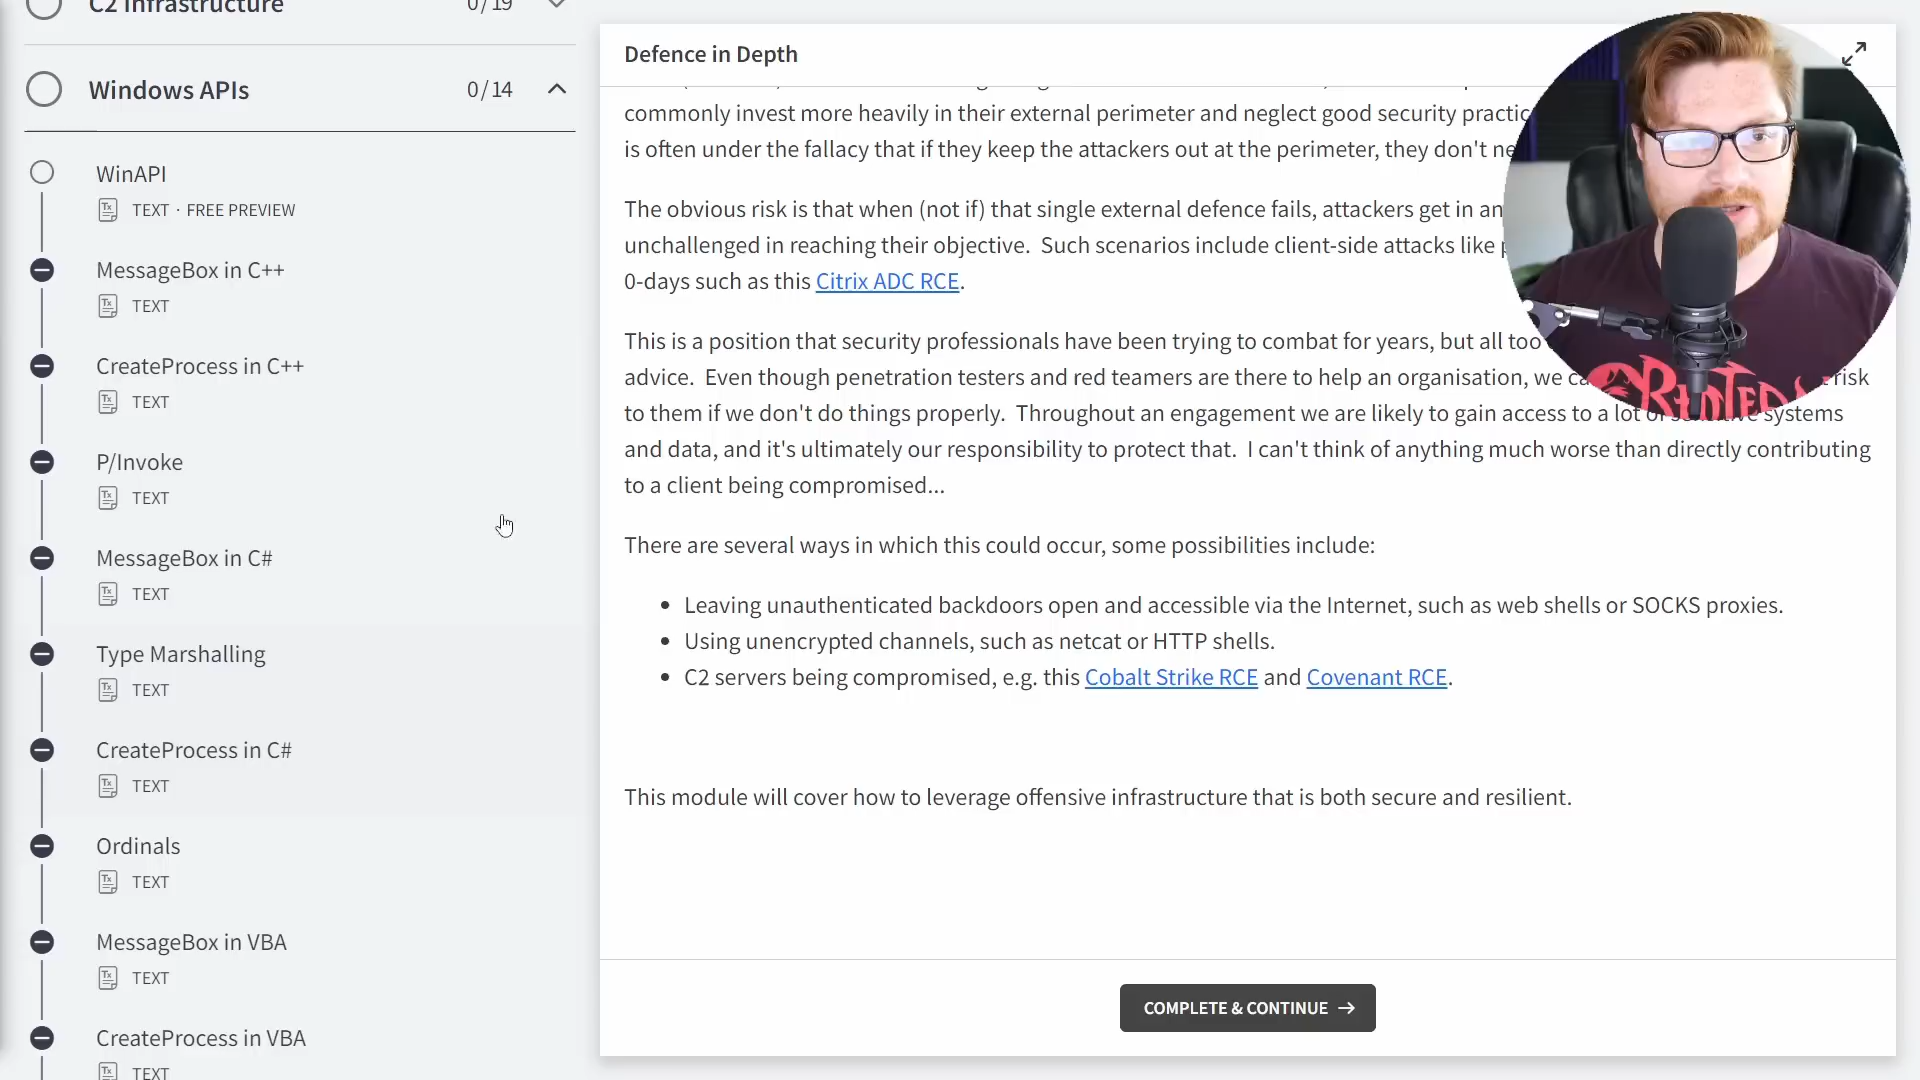 C2 Infrastructure
0/19
Windows APIs
0/14
WinAPI
TEXT · FREE PREVIEW
MessageBox in C++
TEXT
CreateProcess in C++
TEXT
P/Invoke
TEXT
MessageBox in C#
TEXT
Type Marshalling
TEXT
CreateProcess in C#
TEXT
Ordinals
TEXT
MessageBox in VBA
TEXT
CreateProcess in VBA
TEXT
Defence in Depth
commonly invest more heavily in their external perimeter and neglect good security
is often under the fallacy that if they keep the attackers out at the perimeter, they don't
The obvious risk is that when (not if) that single external defence fails, attackers get in
unchallenged in reaching their objective. Such scenarios include client-side attacks like
0-days such as this Citrix ADC RCE.
This is a position that security professionals have been trying to combat for years, but all too
advice. Even though penetration testers and red teamers are there to help an organisation, we risk
to them if we don't do things properly. Throughout an engagement we are likely to gain access to a lot of systems
and data, and it's ultimately our responsibility to protect that. I can't think of anything much worse than directly contributing
to a client being compromised...
There are several ways in which this could occur, some possibilities include:
• Leaving unauthenticated backdoors open and accessible via the Internet, such as web shells or SOCKS proxies.
• Using unencrypted channels, such as netcat or HTTP shells.
• C2 servers being compromised, e.g. this Cobalt Strike RCE and Covenant RCE.
This module will cover how to leverage offensive infrastructure that is both secure and resilient.
COMPLETE & CONTINUE →